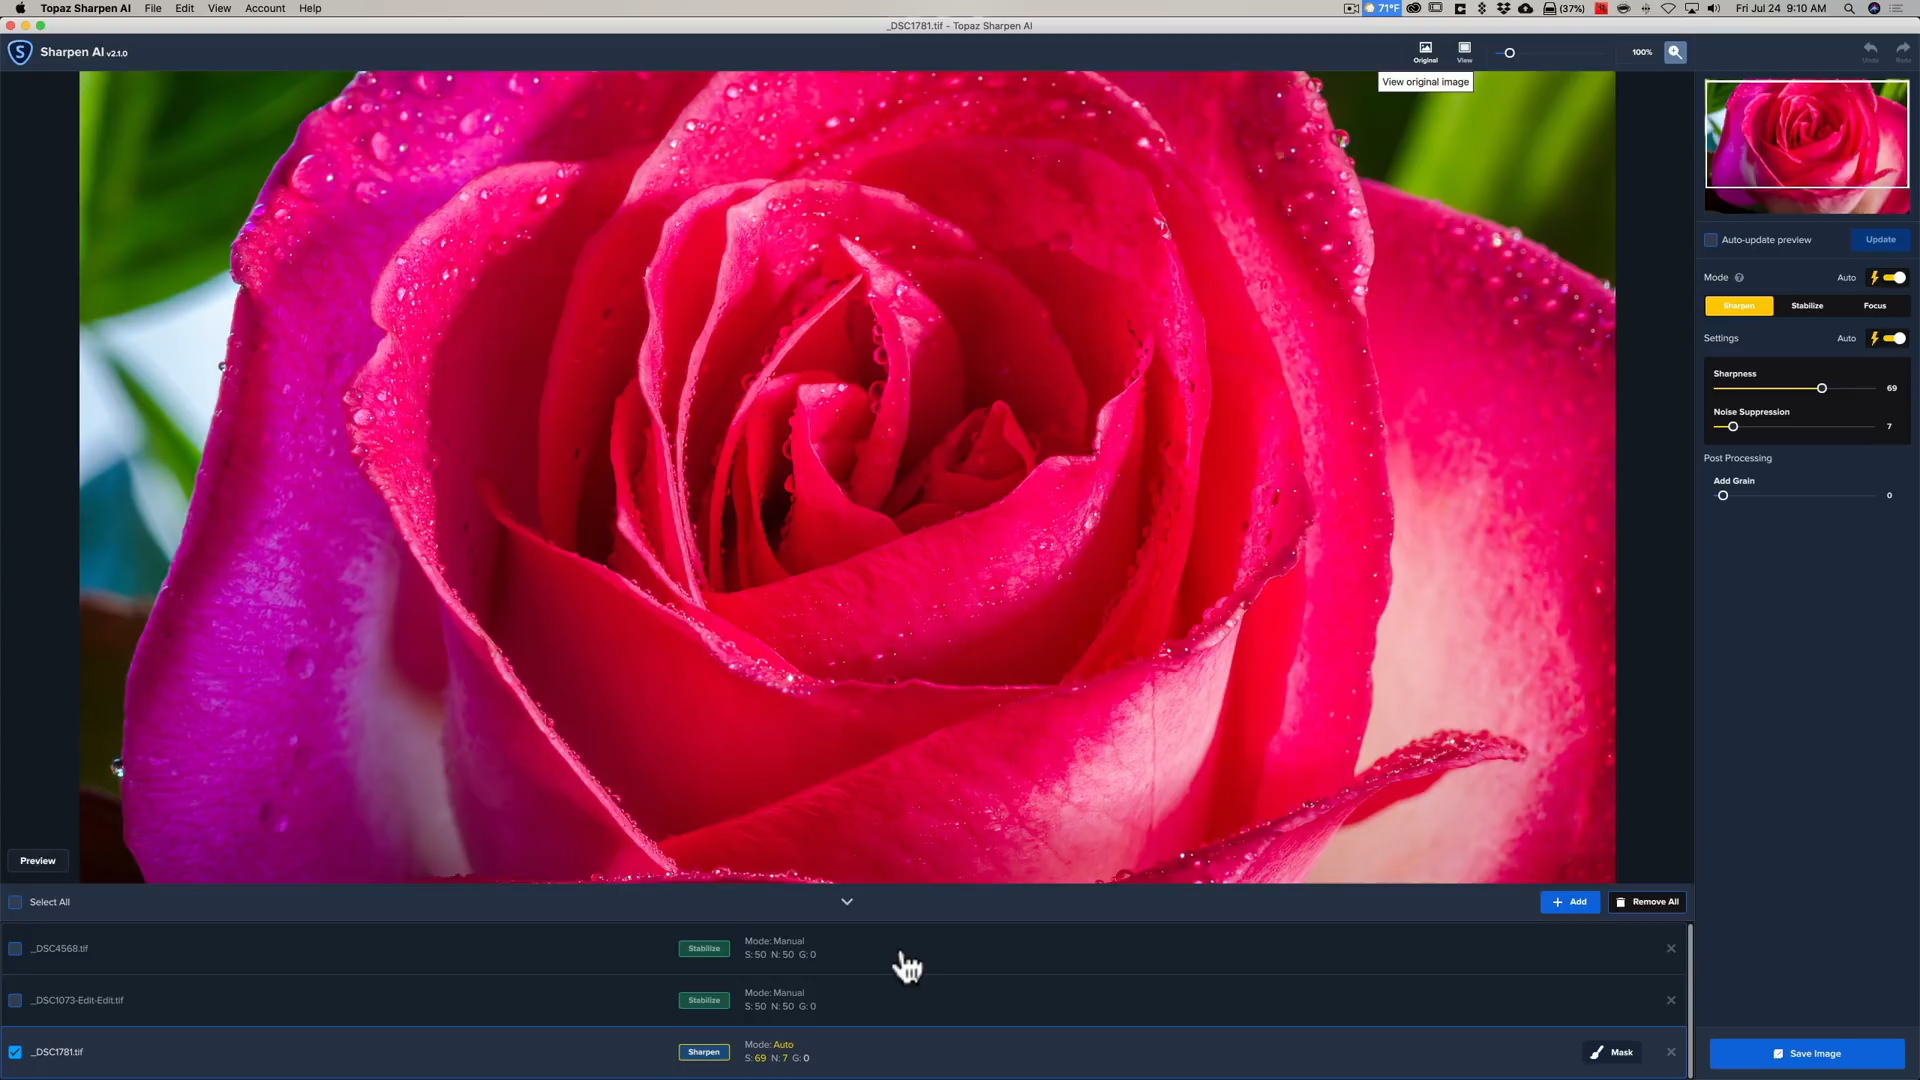 Topaz Sharpen AI File Edit View Account Help
71°F (37%) Fri Jul 24 9:10 AM
_DSC1781.tif - Topaz Sharpen AI
S Sharpen AI v2.1.0
Original View 100% Undo Redo
View original image
Auto-update preview Update
Mode ? Auto
Sharpen Stabilize Focus
Settings Auto
Sharpness
69
Noise Suppression
7
Post Processing
Add Grain
0
Preview
Select All + Add Remove All
_DSC4568.tif Stabilize Mode: Manual
S: 50 N: 50 G: 0
_DSC1073-Edit-Edit.tif Stabilize Mode: Manual
S: 50 N: 50 G: 0
_DSC1781.tif Sharpen Mode: Auto
S: 69 N: 7 G: 0
Mask
Save Image